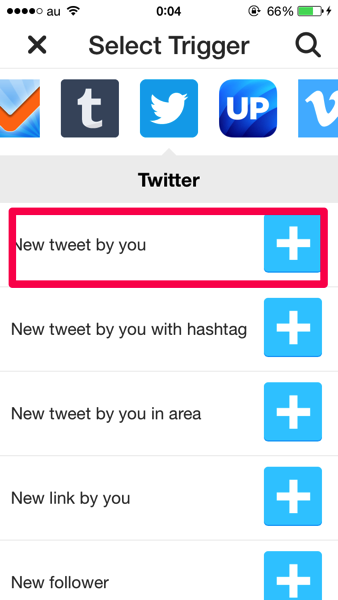 au 0:04 66%
Select Trigger
t UP v
Twitter
New tweet by you
New tweet by you with hashtag
New tweet by you in area
New link by you
New follower